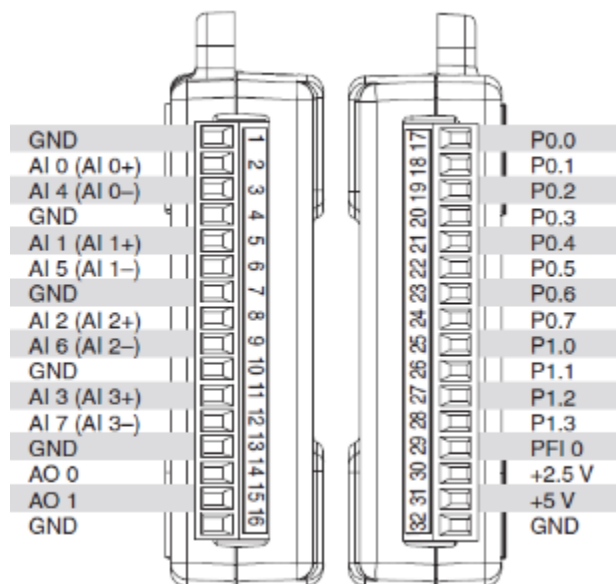 GND 1 17 P0.0
AI 0 (AI 0+) 2 18 P0.1
AI 4 (AI 0–) 3 19 P0.2
GND 4 20 P0.3
AI 1 (AI 1+) 5 21 P0.4
AI 5 (AI 1–) 6 22 P0.5
GND 7 23 P0.6
AI 2 (AI 2+) 8 24 P0.7
AI 6 (AI 2–) 9 25 P1.0
GND 10 26 P1.1
AI 3 (AI 3+) 11 27 P1.2
AI 7 (AI 3–) 12 28 P1.3
GND 13 29 PFI 0
AO 0 14 30 +2.5 V
AO 1 15 31 +5 V
GND 16 32 GND